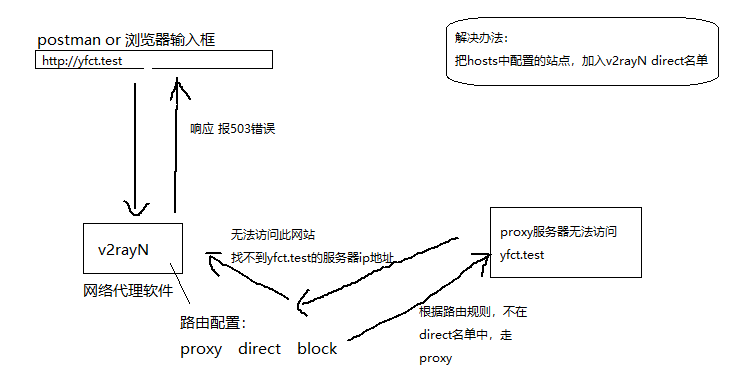 postman or 浏览器输入框
http://yfct.test
解决办法：
把hosts中配置的站点，加入v2rayN direct名单
响应 报503错误
v2rayN
网络代理软件
无法访问此网站
找不到yfct.test的服务器ip地址
proxy服务器无法访问
yfct.test
路由配置：
proxy direct block
根据路由规则，不在
direct名单中，走
proxy